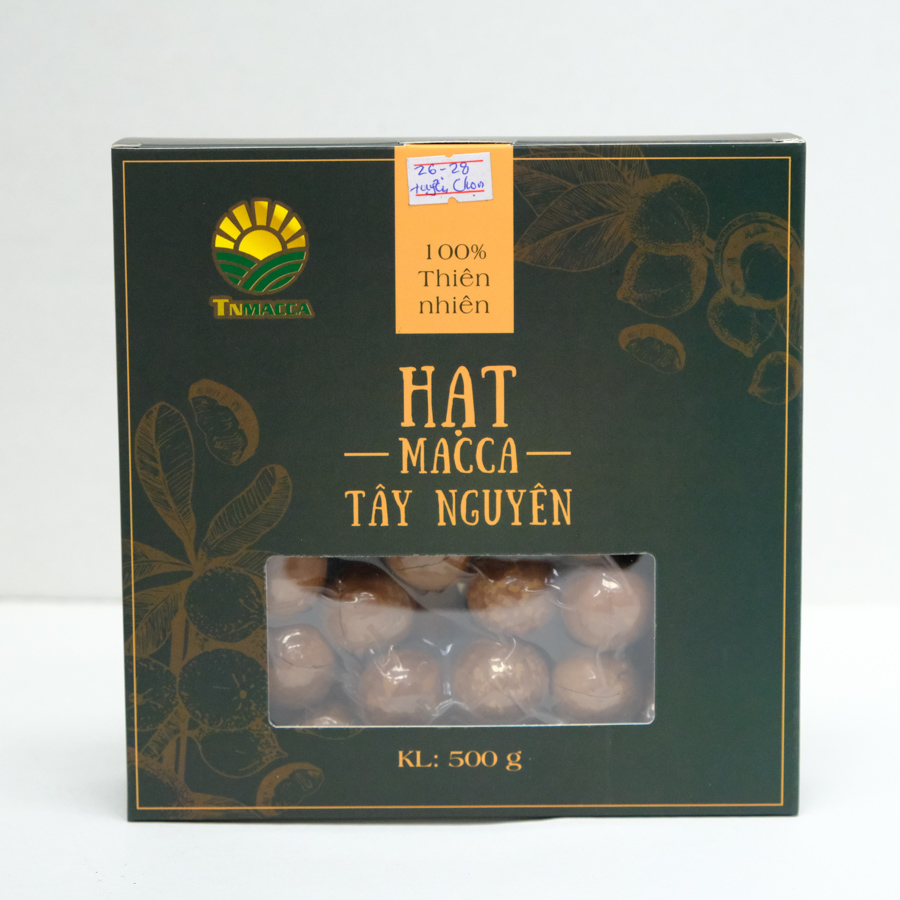 26-28
tuyển chọn
100%
Thiên
nhiên
TNMACCA
HẠT
MACCA
TÂY NGUYÊN
KL: 500 g